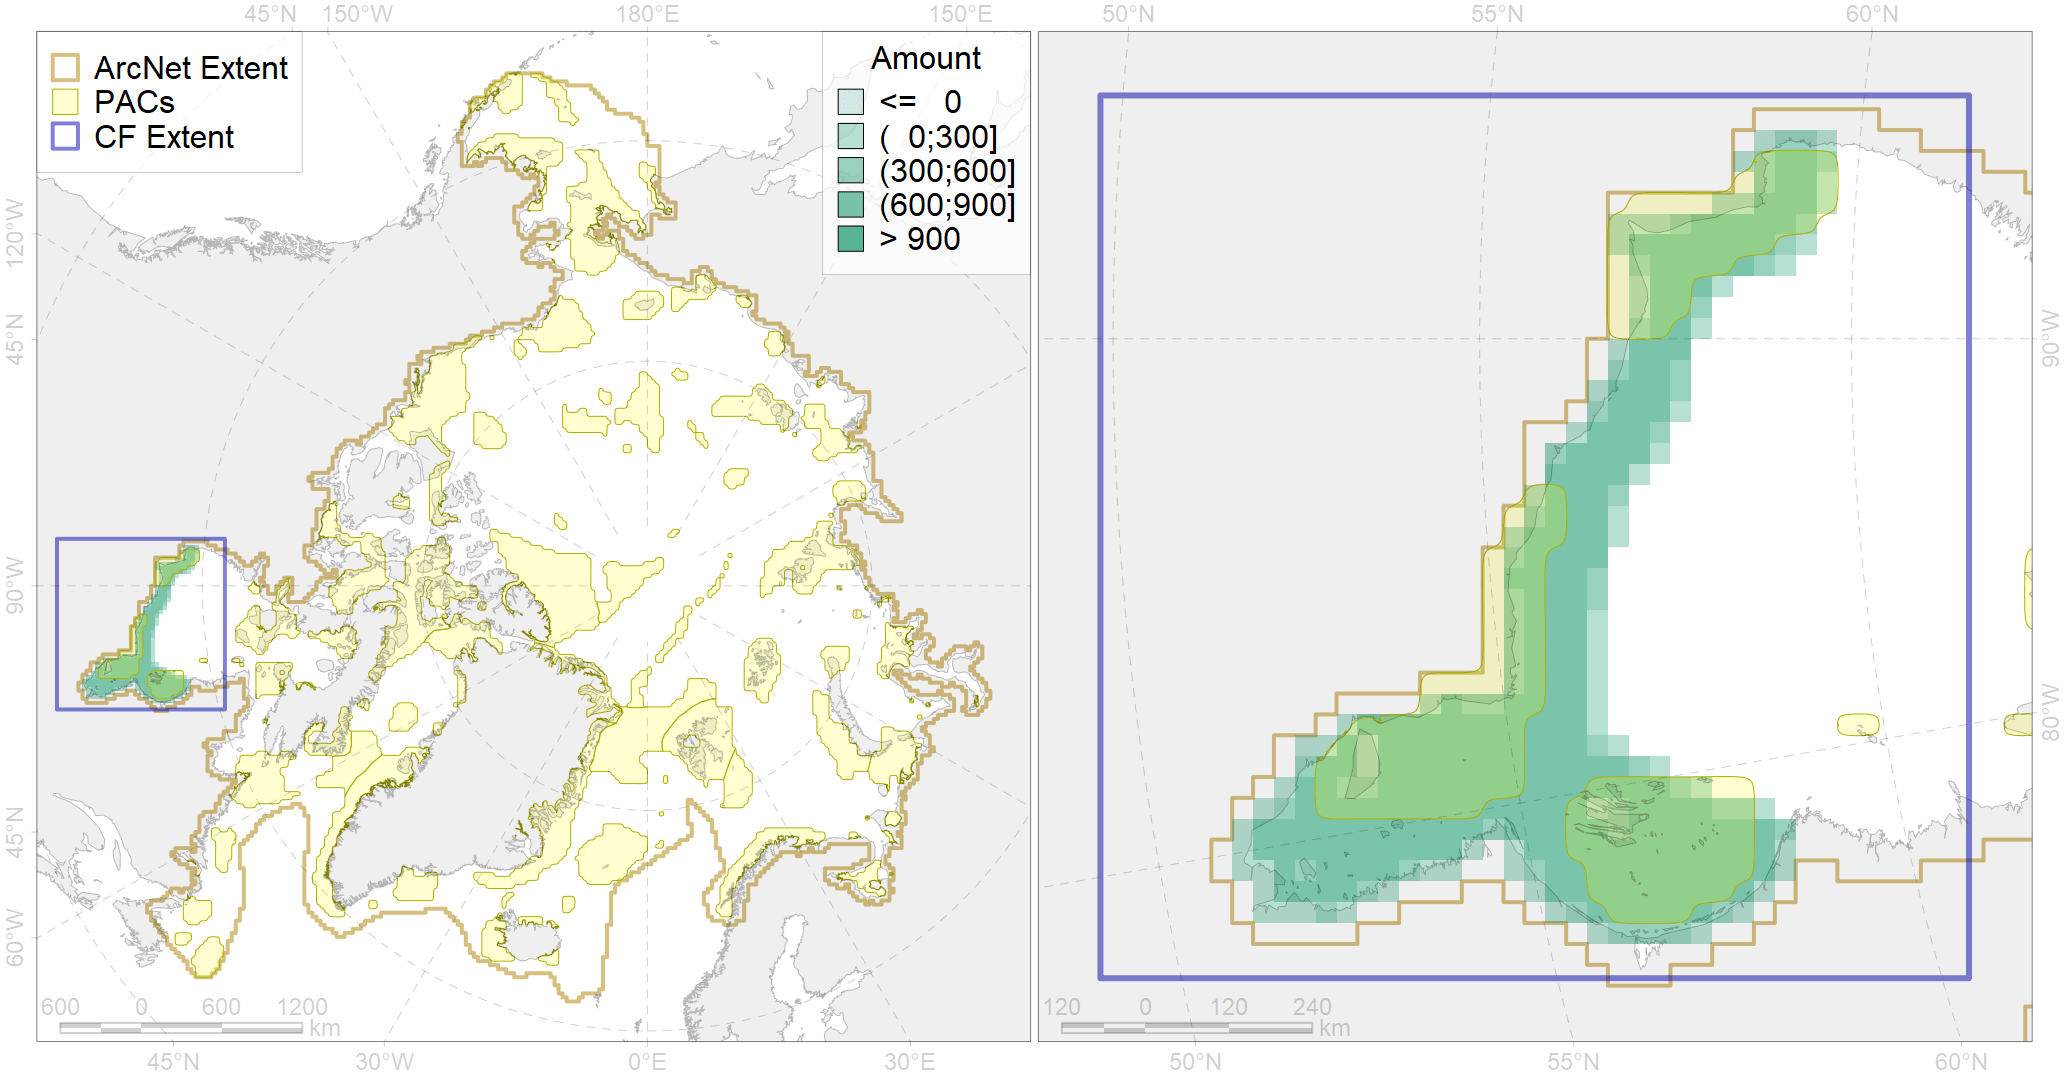 45°N 150°W 180°E 150°E 50°N 55°N 60°N
ArcNet Extent
PACs
CF Extent
Amount
<= 0
( 0;300]
(300;600]
(600;900]
> 900
120°W
45°N
90°W
45°N
60°W
90°W
80°W
600 0 600 1200
km
120 0 120 240
km
45°N 30°W 0°E 30°E 50°N 55°N 60°N